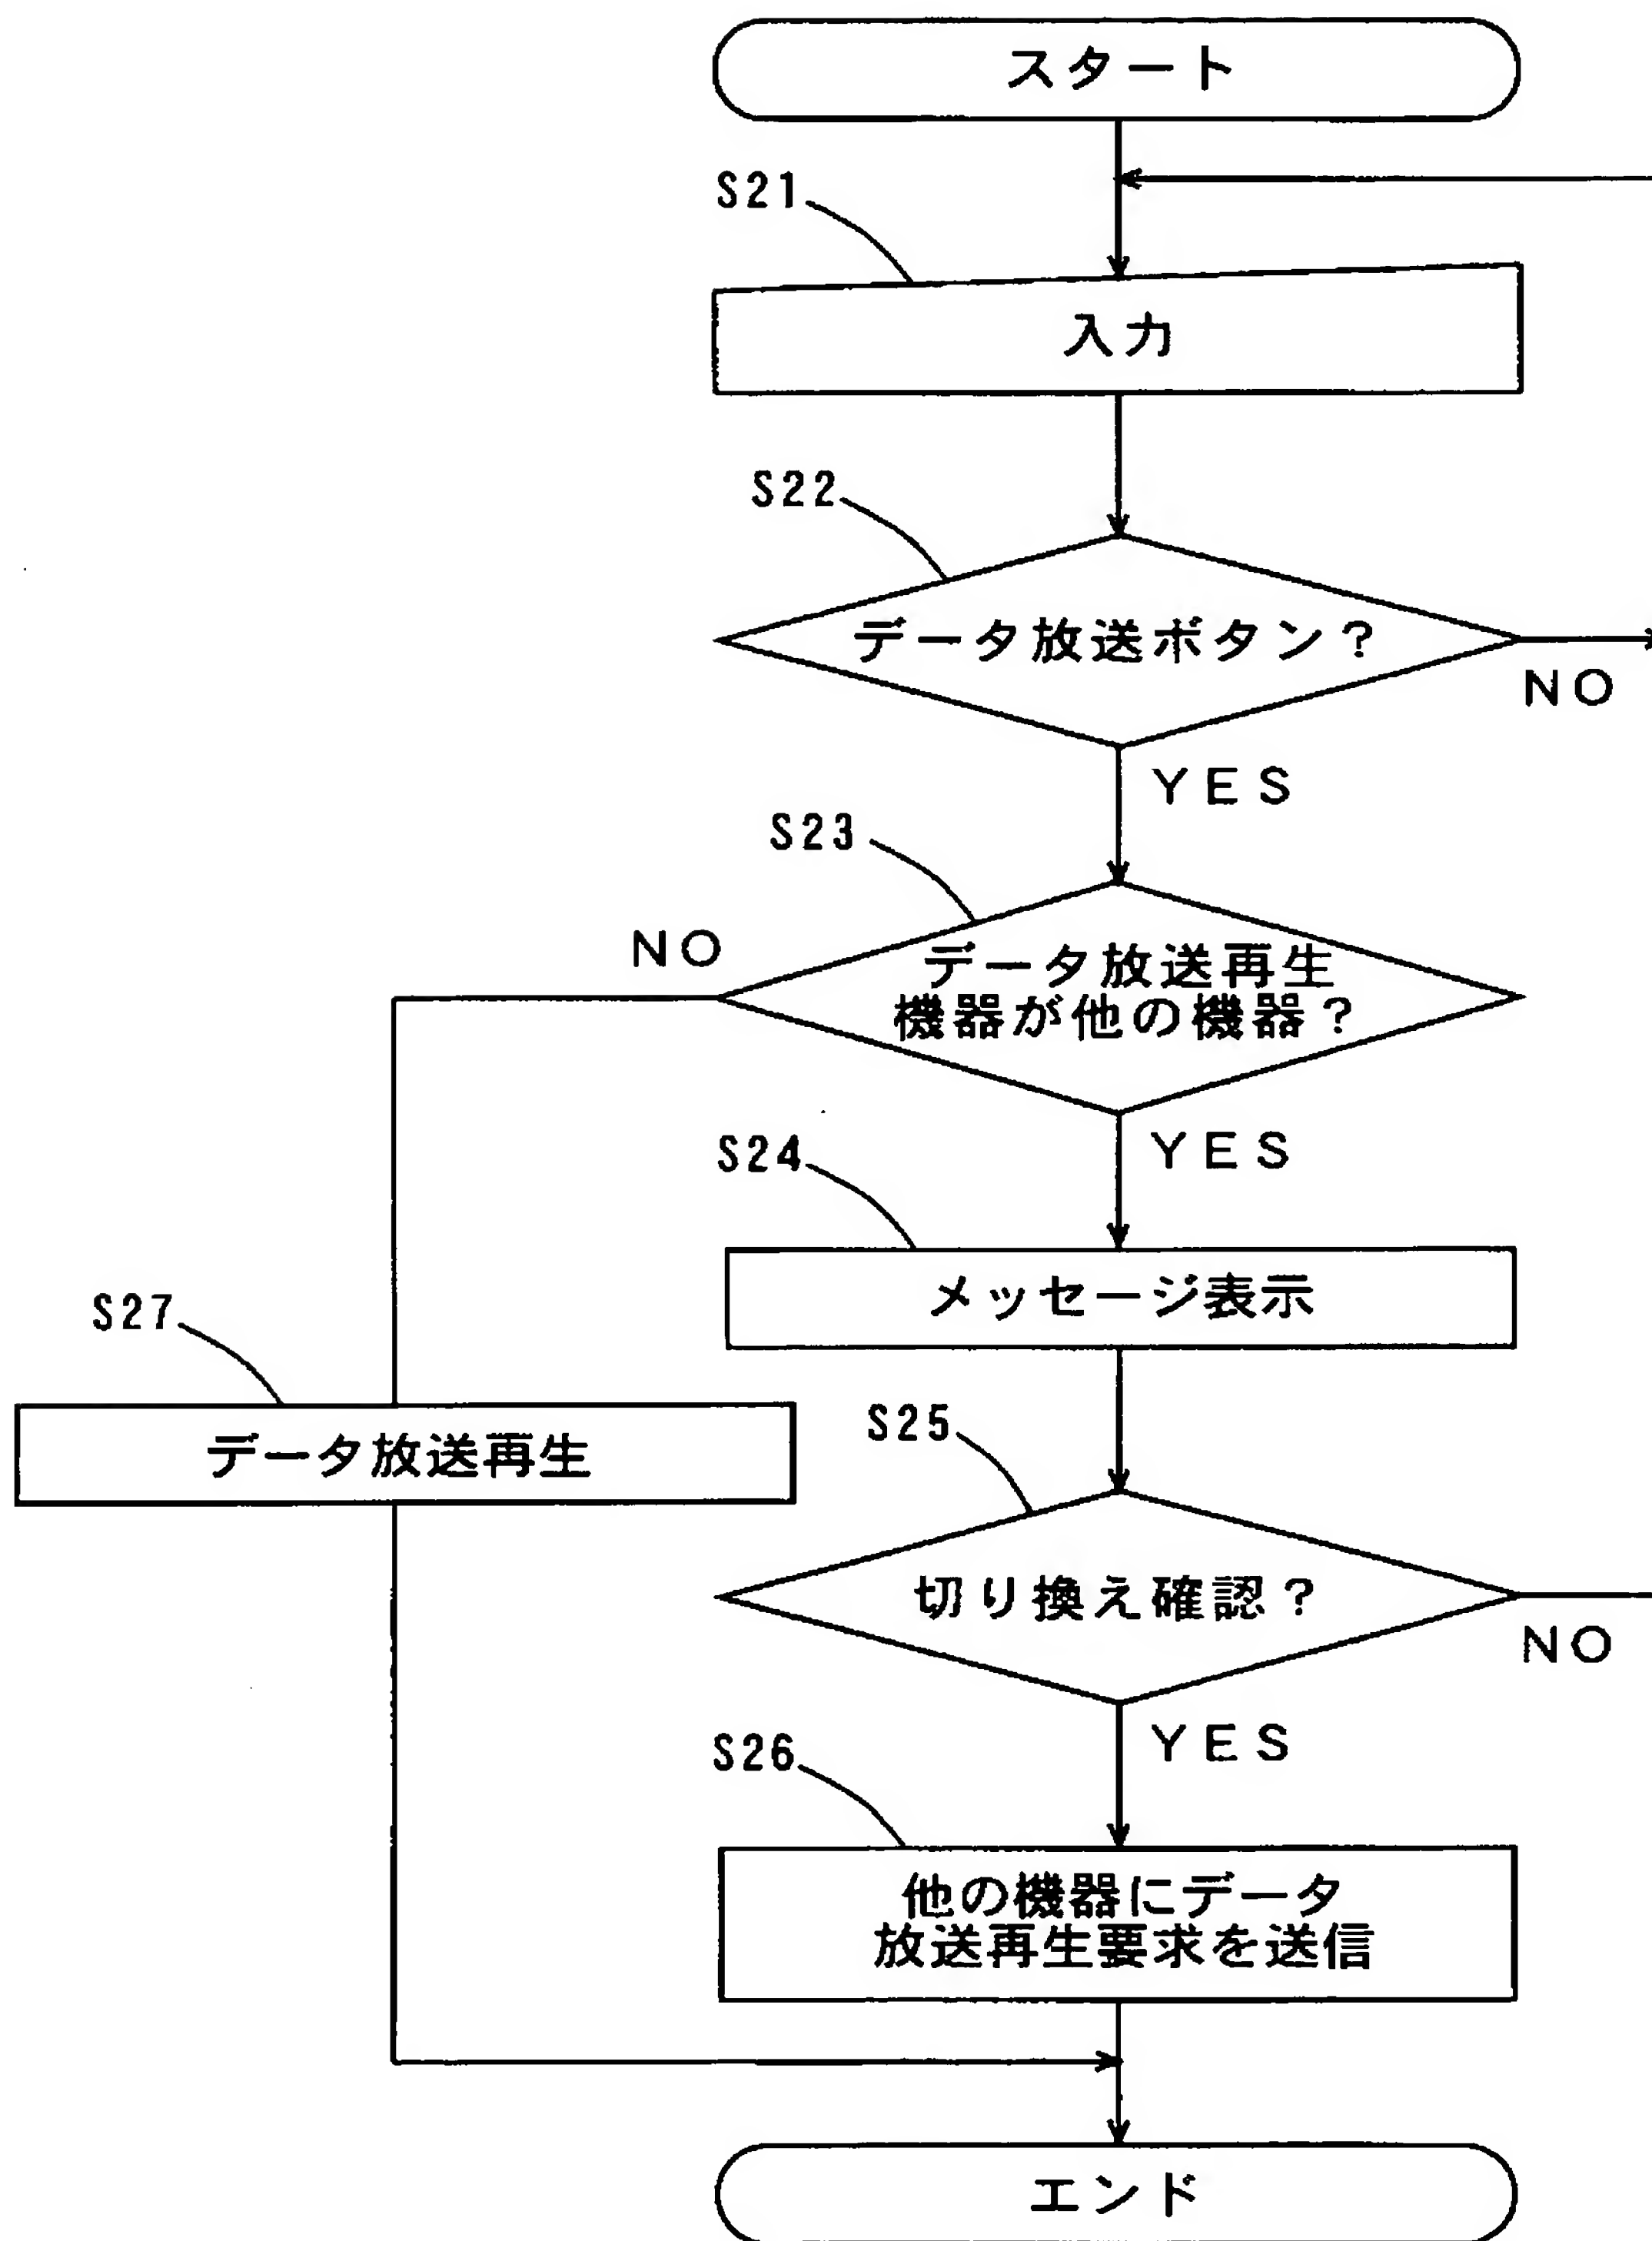 スタート
S21
入力
S22
データ放送ボタン？
NO
YES
S23
NO
データ放送再生
機器が他の機器？
YES
S24
メッセージ表示
S27
データ放送再生
S25
切り換え確認？
NO
YES
S26
他の機器にデータ
放送再生要求を送信
エンド